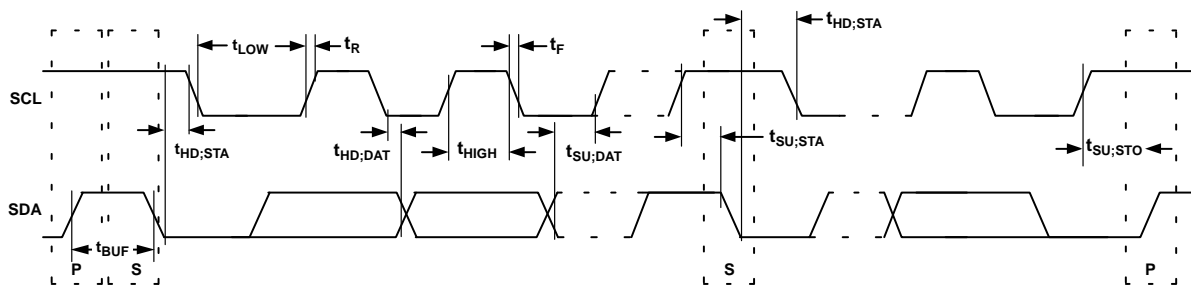 tHD;STA
tLOW
tR
tF
SCL
tHD;STA
tHD;DAT
tHIGH
tSU;DAT
tSU;STA
tSU;STO
SDA
tBUF
P
S
S
P